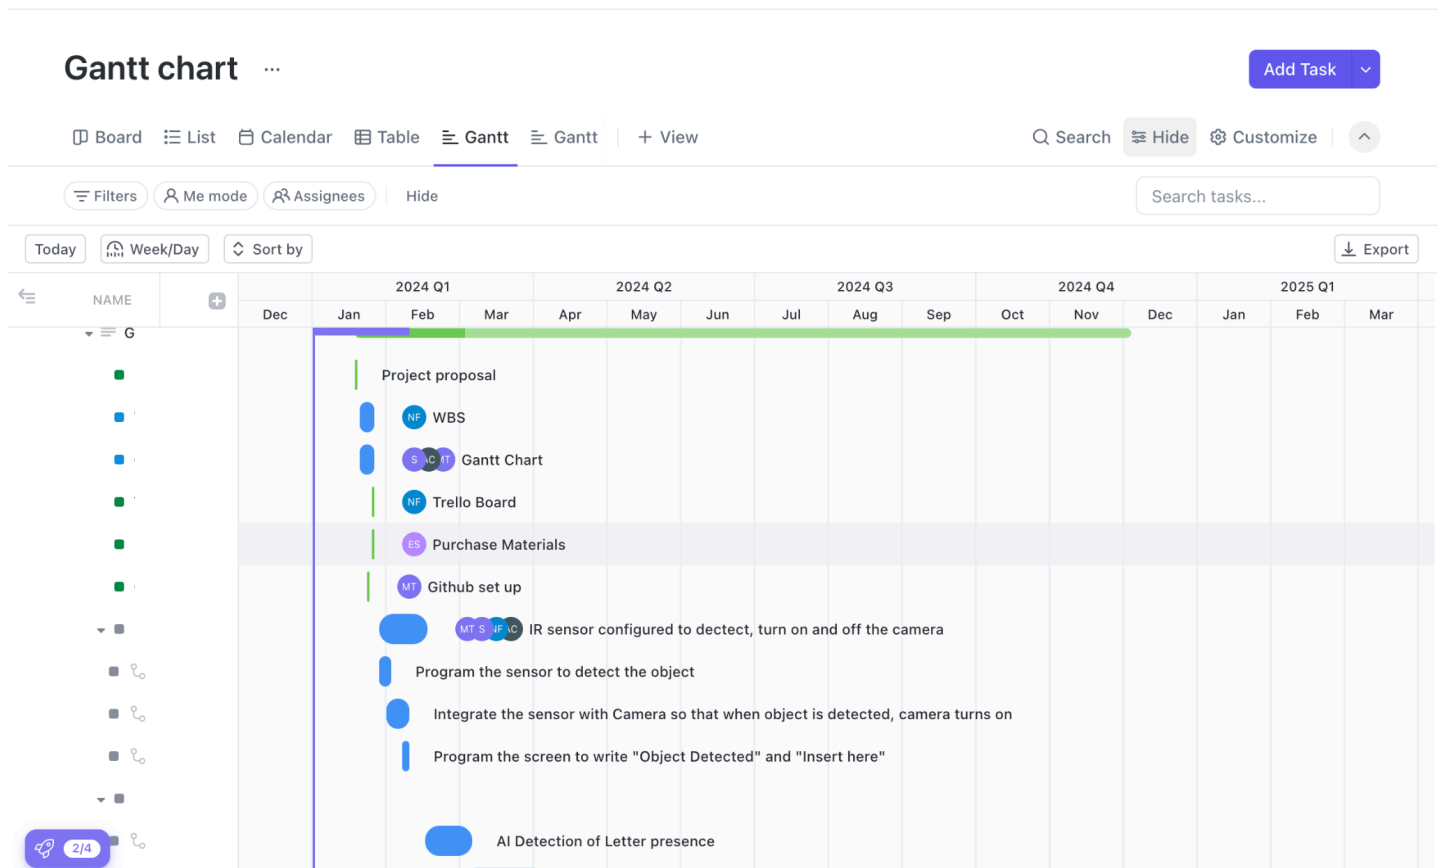 Gantt chart ...
Add Task
Board List Calendar Table Gantt Gantt + View Search Hide Customize
Filters Me mode Assignees Hide Search tasks...
Today Week/Day Sort by Export
NAME
2024 Q1 2024 Q2 2024 Q3 2024 Q4 2025 Q1
Dec Jan Feb Mar Apr May Jun Jul Aug Sep Oct Nov Dec Jan Feb Mar
G
Project proposal
NF WBS
S AC MT Gantt Chart
NF Trello Board
ES Purchase Materials
MT Github set up
MT S NF AC IR sensor configured to dectect, turn on and off the camera
Program the sensor to detect the object
Integrate the sensor with Camera so that when object is detected, camera turns on
Program the screen to write "Object Detected" and "Insert here"
AI Detection of Letter presence
2/4